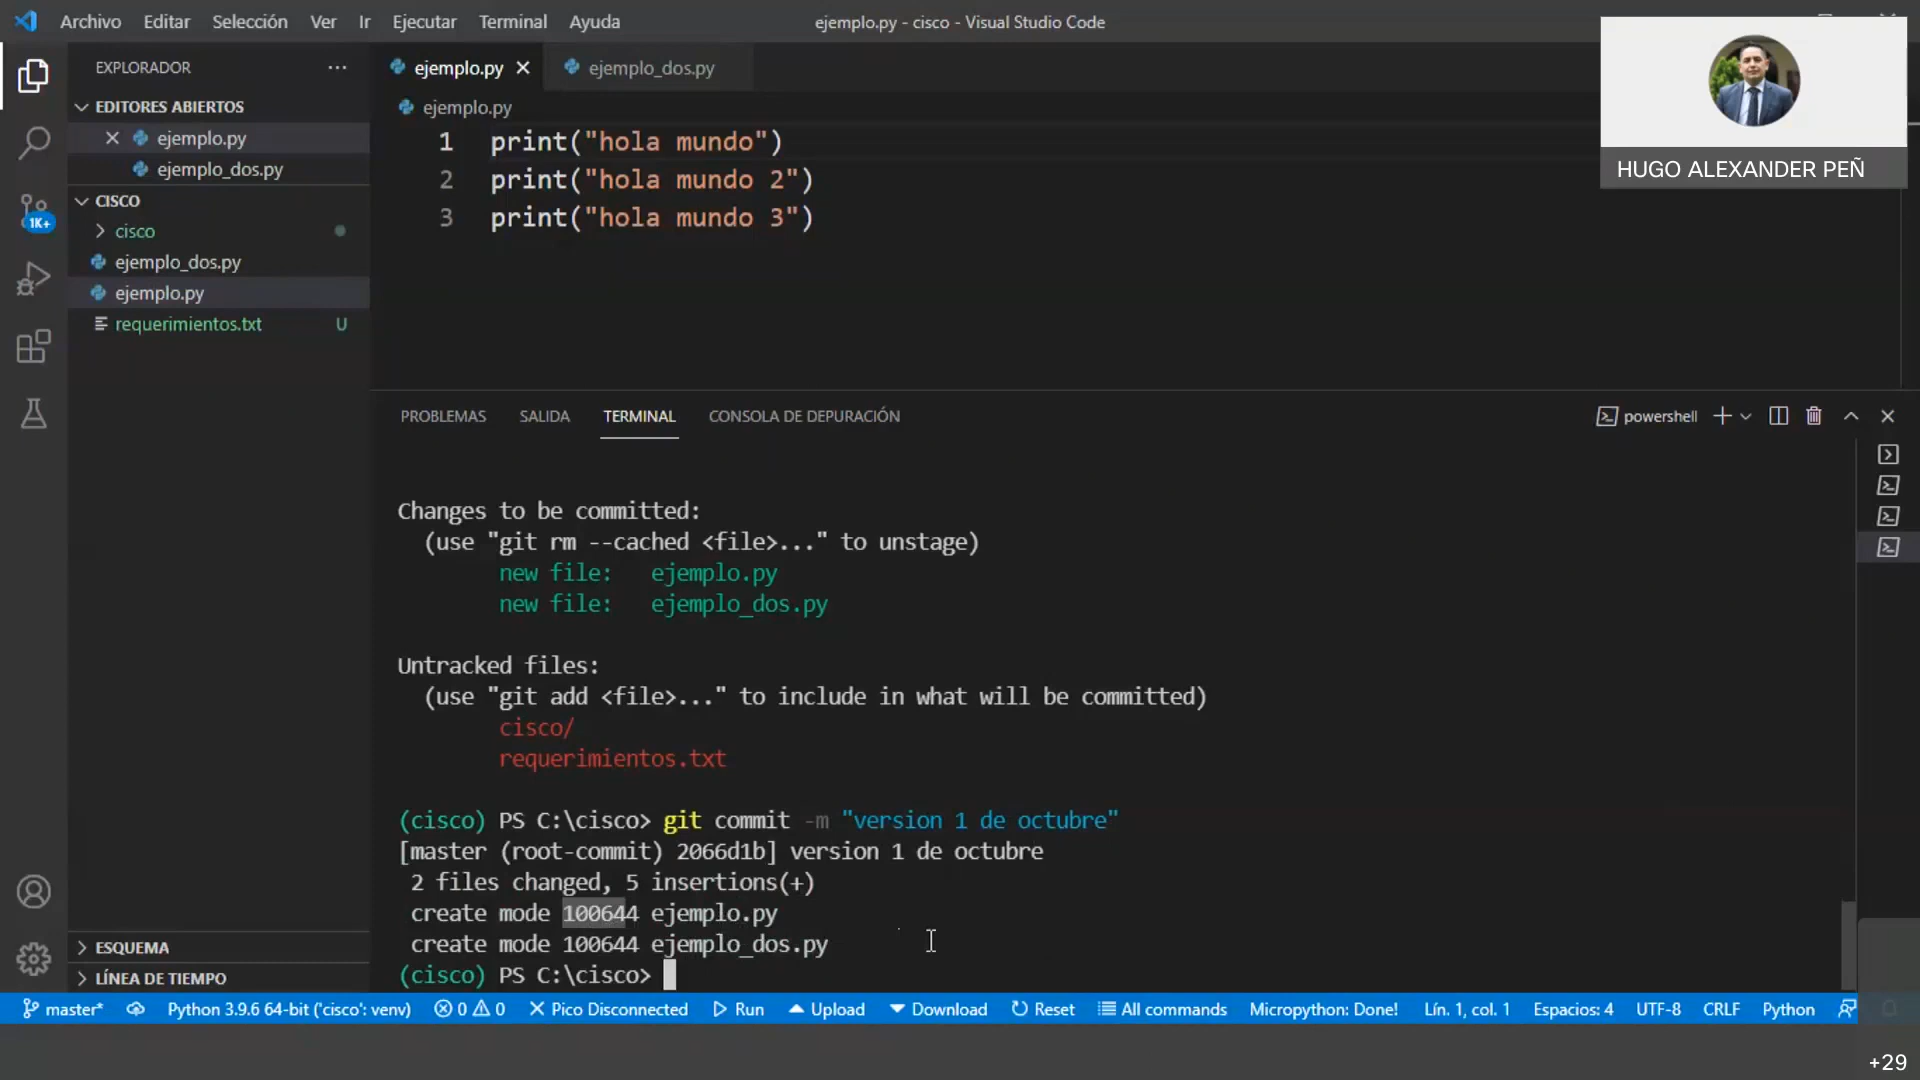 Archivo Editar Selección Ver Ir Ejecutar Terminal Ayuda
ejemplo.py - cisco - Visual Studio Code
HUGO ALEXANDER PEÑ
EXPLORADOR
EDITORES ABIERTOS
ejemplo.py
ejemplo_dos.py
1K+
CISCO
cisco
ejemplo_dos.py
ejemplo.py
requerimientos.txt U
ESQUEMA
LÍNEA DE TIEMPO
ejemplo.py ejemplo_dos.py
ejemplo.py
1 print("hola mundo")
2 print("hola mundo 2")
3 print("hola mundo 3")
PROBLEMAS SALIDA TERMINAL CONSOLA DE DEPURACIÓN
powershell
Changes to be committed:
(use "git rm --cached <file>..." to unstage)
new file: ejemplo.py
new file: ejemplo_dos.py
Untracked files:
(use "git add <file>..." to include in what will be committed)
cisco/
requerimientos.txt
(cisco) PS C:\cisco> git commit -m "version 1 de octubre"
[master (root-commit) 2066d1b] version 1 de octubre
2 files changed, 5 insertions(+)
create mode 100644 ejemplo.py
create mode 100644 ejemplo_dos.py
(cisco) PS C:\cisco>
master* Python 3.9.6 64-bit ('cisco': venv) 0 0 Pico Disconnected Run Upload Download Reset All commands Micropython: Done! Lín. 1, col. 1 Espacios: 4 UTF-8 CRLF Python
+29